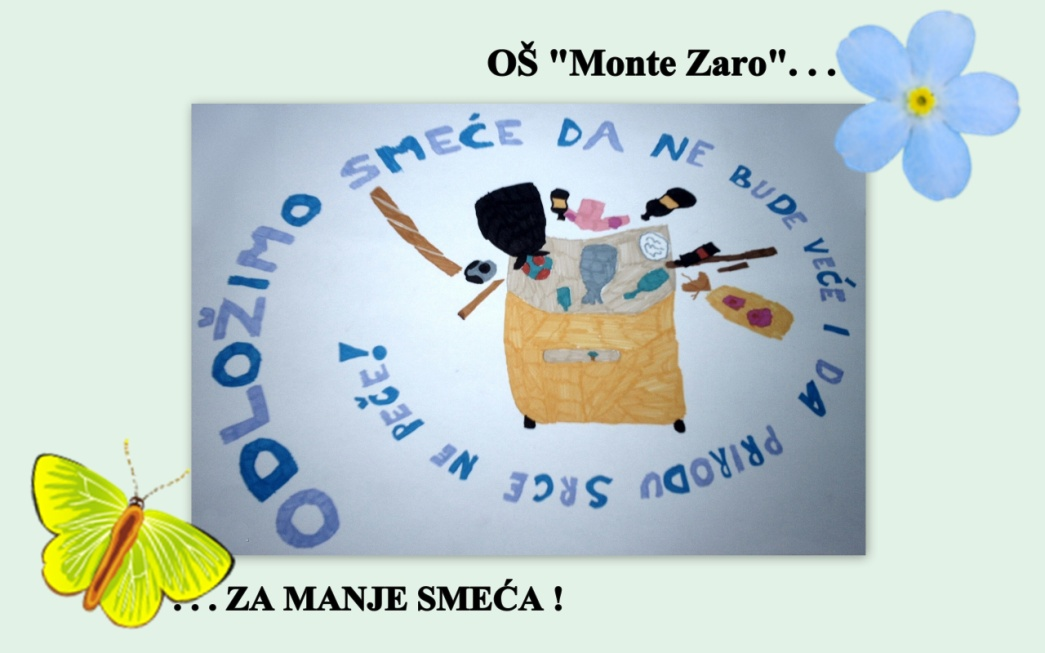 OŠ "Monte Zaro". . .
ODLOŽIMO SMEĆE DA NE BUDE VEĆE I DA PRIRODU SRCE NE PEČE!
. . . ZA MANJE SMEĆA !